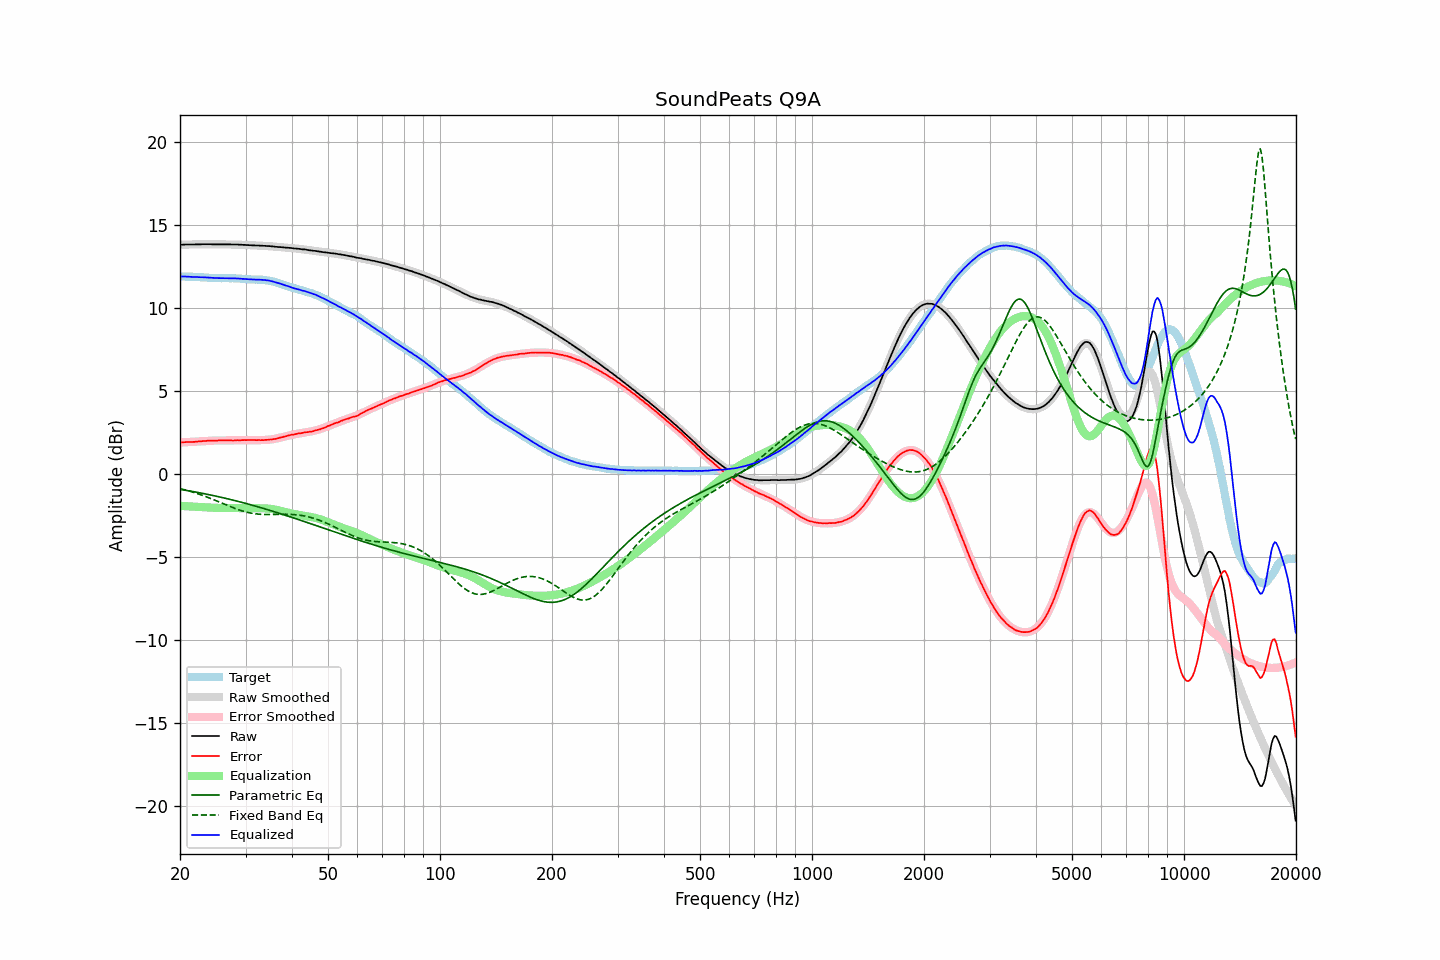 SoundPeats Q9A
Amplitude (dBr)
20
15
10
5
0
−5
−10
−15
−20
Target
Raw Smoothed
Error Smoothed
Raw
Error
Equalization
Parametric Eq
Fixed Band Eq
Equalized
20 50 100 200 500 1000 2000 5000 10000 20000
Frequency (Hz)